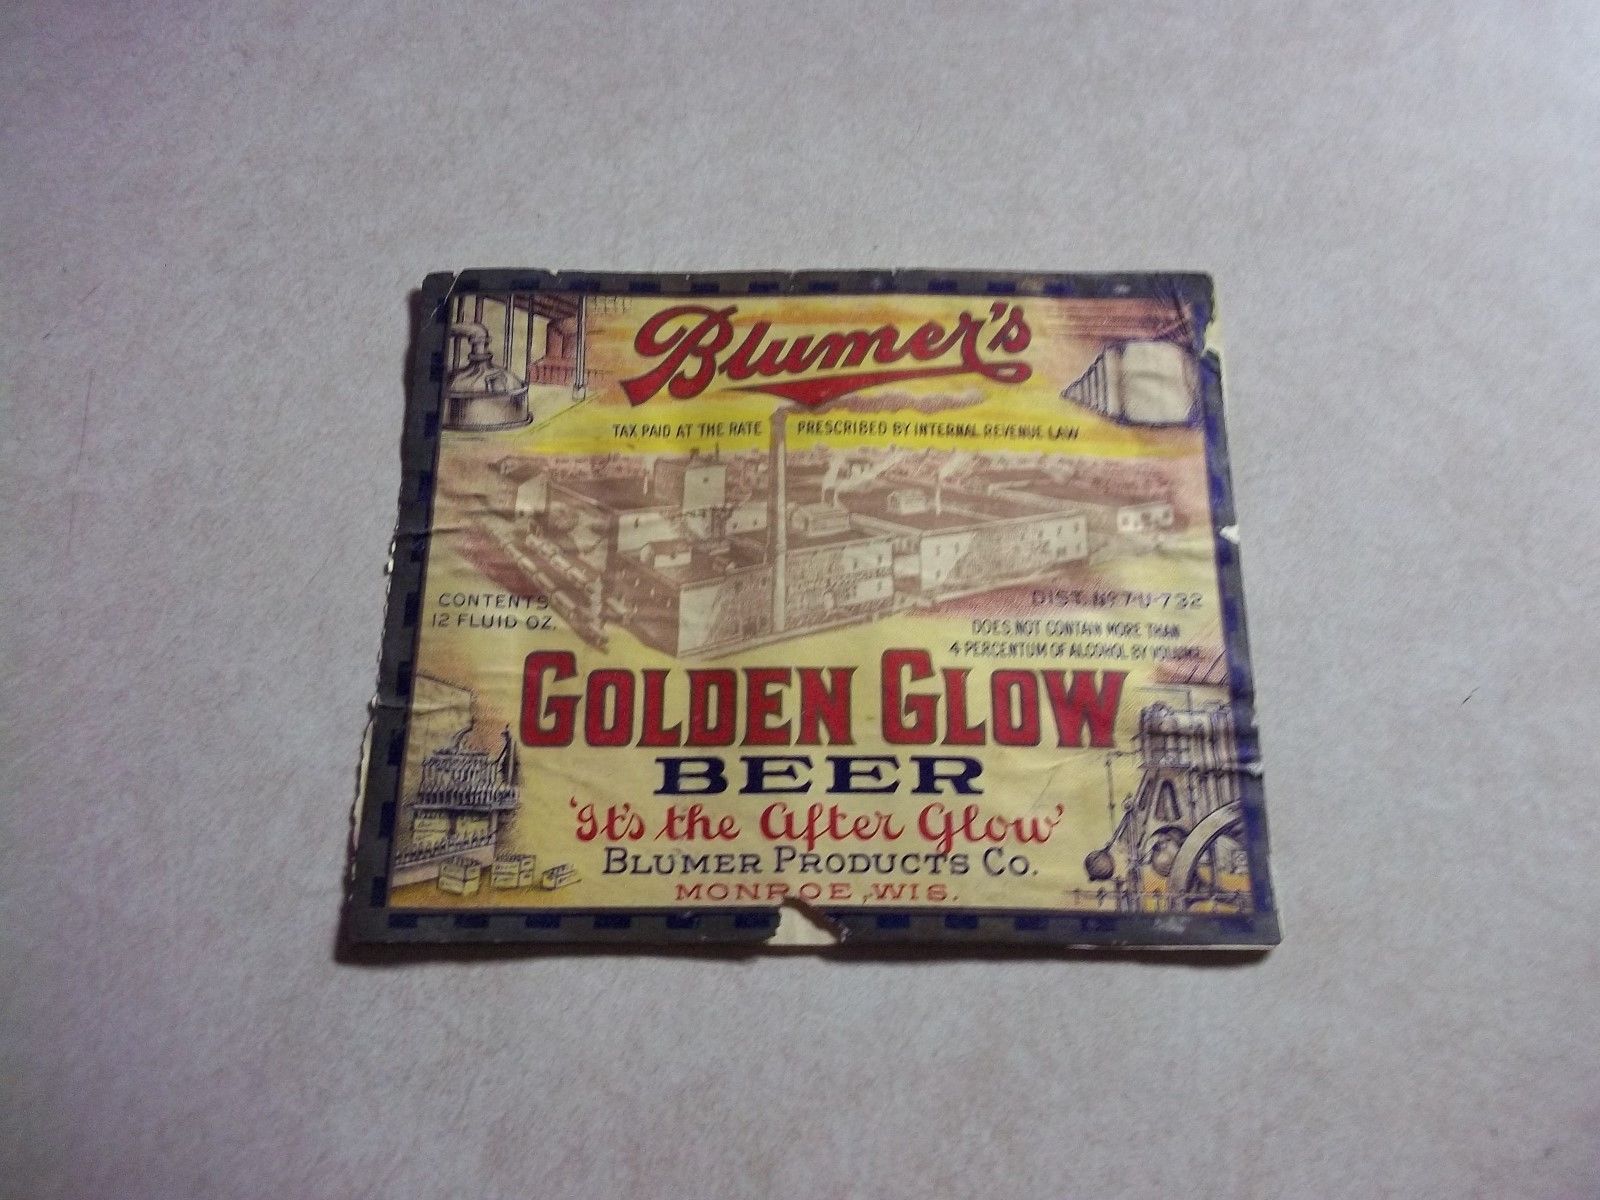 Blumer's
TAX PAID AT THE RATE PRESCRIBED BY INTERNAL REVENUE LAW
CONTENTS
12 FLUID OZ.
DIST. No 7-U-732
DOES NOT CONTAIN MORE THAN
4 PERCENTUM OF ALCOHOL BY VOLUME
GOLDEN GLOW
BEER
'It's the After Glow'
BLUMER PRODUCTS CO.
MONROE, WIS.